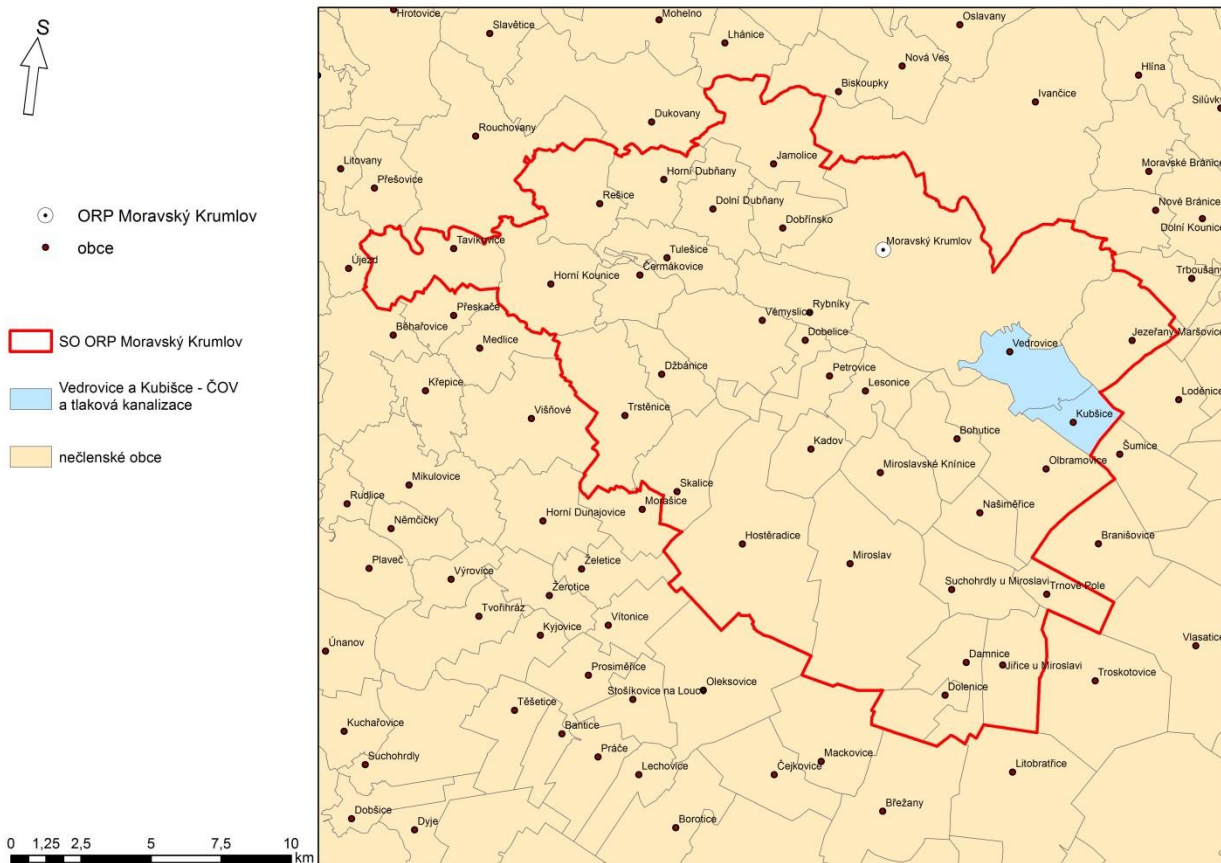 S
ORP Moravský Krumlov
obce
SO ORP Moravský Krumlov
Vedrovice a Kubišce - ČOV
a tlaková kanalizace
nečlenské obce
0 1,25 2,5 5 7,5 10
km
Hrotovice
Slavětice
Mohelno
Oslavany
Lhánice
Nová Ves
Hlína
Biskoupky
Ivančice
Silůvky
Dukovany
Rouchovany
Litovany
Přešovice
Jamolice
Moravské Bránice
Horní Dubňany
Rešice
Dolní Dubňany
Nové Bránice
Dolní Kounice
Dobřínsko
Tavíkovice
Moravský Krumlov
Újezd
Tulešice
Čermákovice
Trboušany
Horní Kounice
Přeskače
Rybníky
Běhařovice
Medlice
Vémyslice
Dobelice
Jezeřany-Maršovice
Vedrovice
Džbánice
Petrovice
Lesonice
Křepice
Loděnice
Višňové
Trstěnice
Kubšice
Bohutice
Kadov
Šumice
Miroslavské Knínice
Olbramovice
Mikulovice
Skalice
Rudlice
Morašice
Našiměřice
Horní Dunajovice
Němčičky
Hostěradice
Branišovice
Miroslav
Plaveč
Želetice
Výrovice
Suchohrdly u Miroslavi
Trnové Pole
Žerotice
Tvořihráz
Vítonice
Kyjovice
Únanov
Vlasatice
Damnice
Jiřice u Miroslavi
Prosiměřice
Troskotovice
Oleksovice
Stošíkovice na Louc
Dolenice
Těšetice
Kuchařovice
Bantice
Práče
Mackovice
Suchohrdly
Lechovice
Čejkovice
Litobratřice
Dobšice
Dyje
Borotice
Břežany